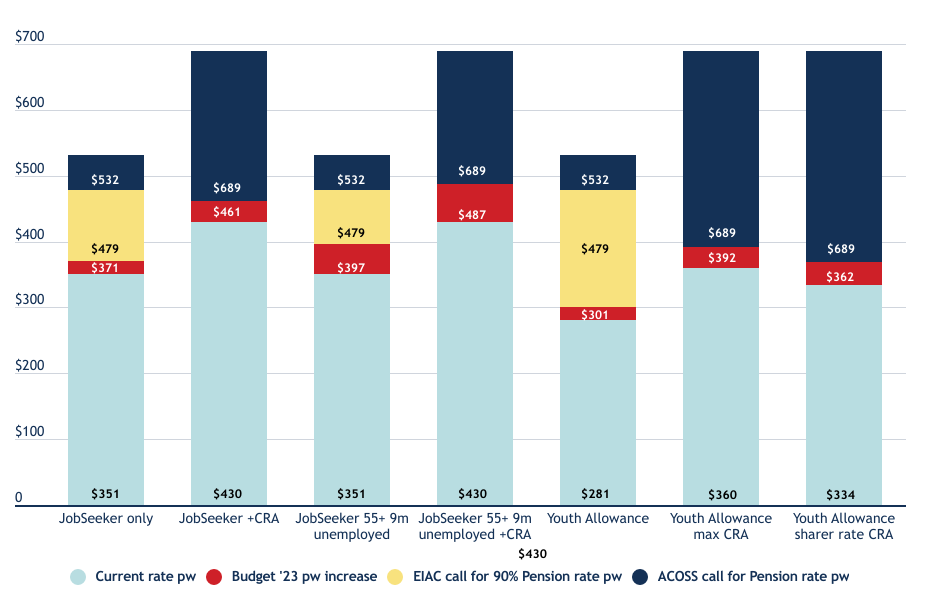 $700
$600
$500
$400
$300
$200
$100
0
$532
$479
$371
$351
$689
$461
$430
$532
$479
$397
$351
$689
$487
$430
$532
$479
$301
$281
$689
$392
$360
$689
$362
$334
JobSeeker only
JobSeeker +CRA
JobSeeker 55+ 9m
unemployed
JobSeeker 55+ 9m
unemployed +CRA
Youth Allowance
Youth Allowance
max CRA
Youth Allowance
sharer rate CRA
$430
Current rate pw
Budget '23 pw increase
EIAC call for 90% Pension rate pw
ACOSS call for Pension rate pw